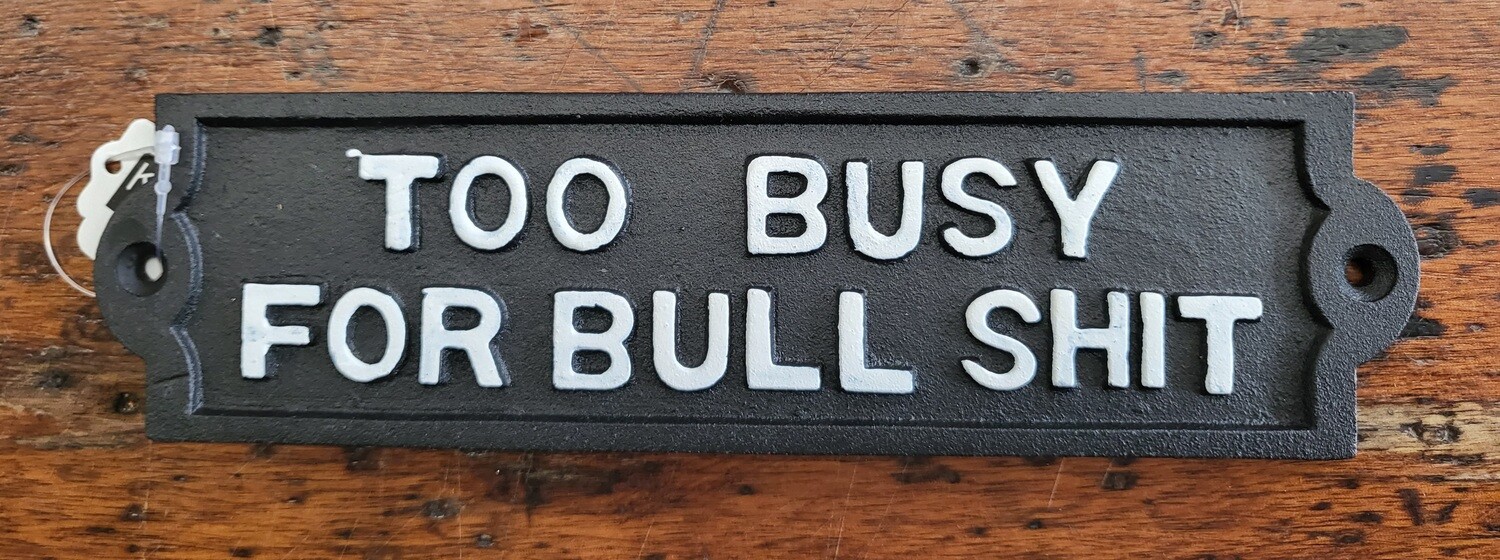 TOO BUSY
FOR BULL SHIT